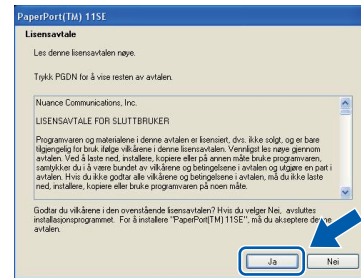 PaperPort(TM) 11SE
Lisensavtale
Les denne lisensavtalen nøye.
Trykk PGDN for å vise resten av avtalen.
Nuance Communications, Inc.
LISENSAVTALE FOR SLUTTBRUKER
Programvaren og materialene i denne avtalen er lisensiert, dvs. ikke solgt, og er bare
tilgjengelig for bruk ifølge vilkårene i denne lisensavtalen. Vennligst les nøye gjennom
avtalen. Ved å laste ned, installere, kopiere eller på annen måte bruke programvaren,
samtykker du i å være bundet av vilkårene og betingelsene i avtalen og utgjøre en part i
avtalen. Hvis du ikke godtar alle vilkårene og betingelsene i avtalen, må du ikke laste
ned, installere, kopiere eller bruke programvaren på noen måte.
Godtar du vilkårene i den ovenstående lisensavtalen? Hvis du velger Nei, avsluttes
installasjonsprogrammet. For å installere "PaperPort(TM) 11SE", må du akseptere denne
avtalen.
Ja Nei